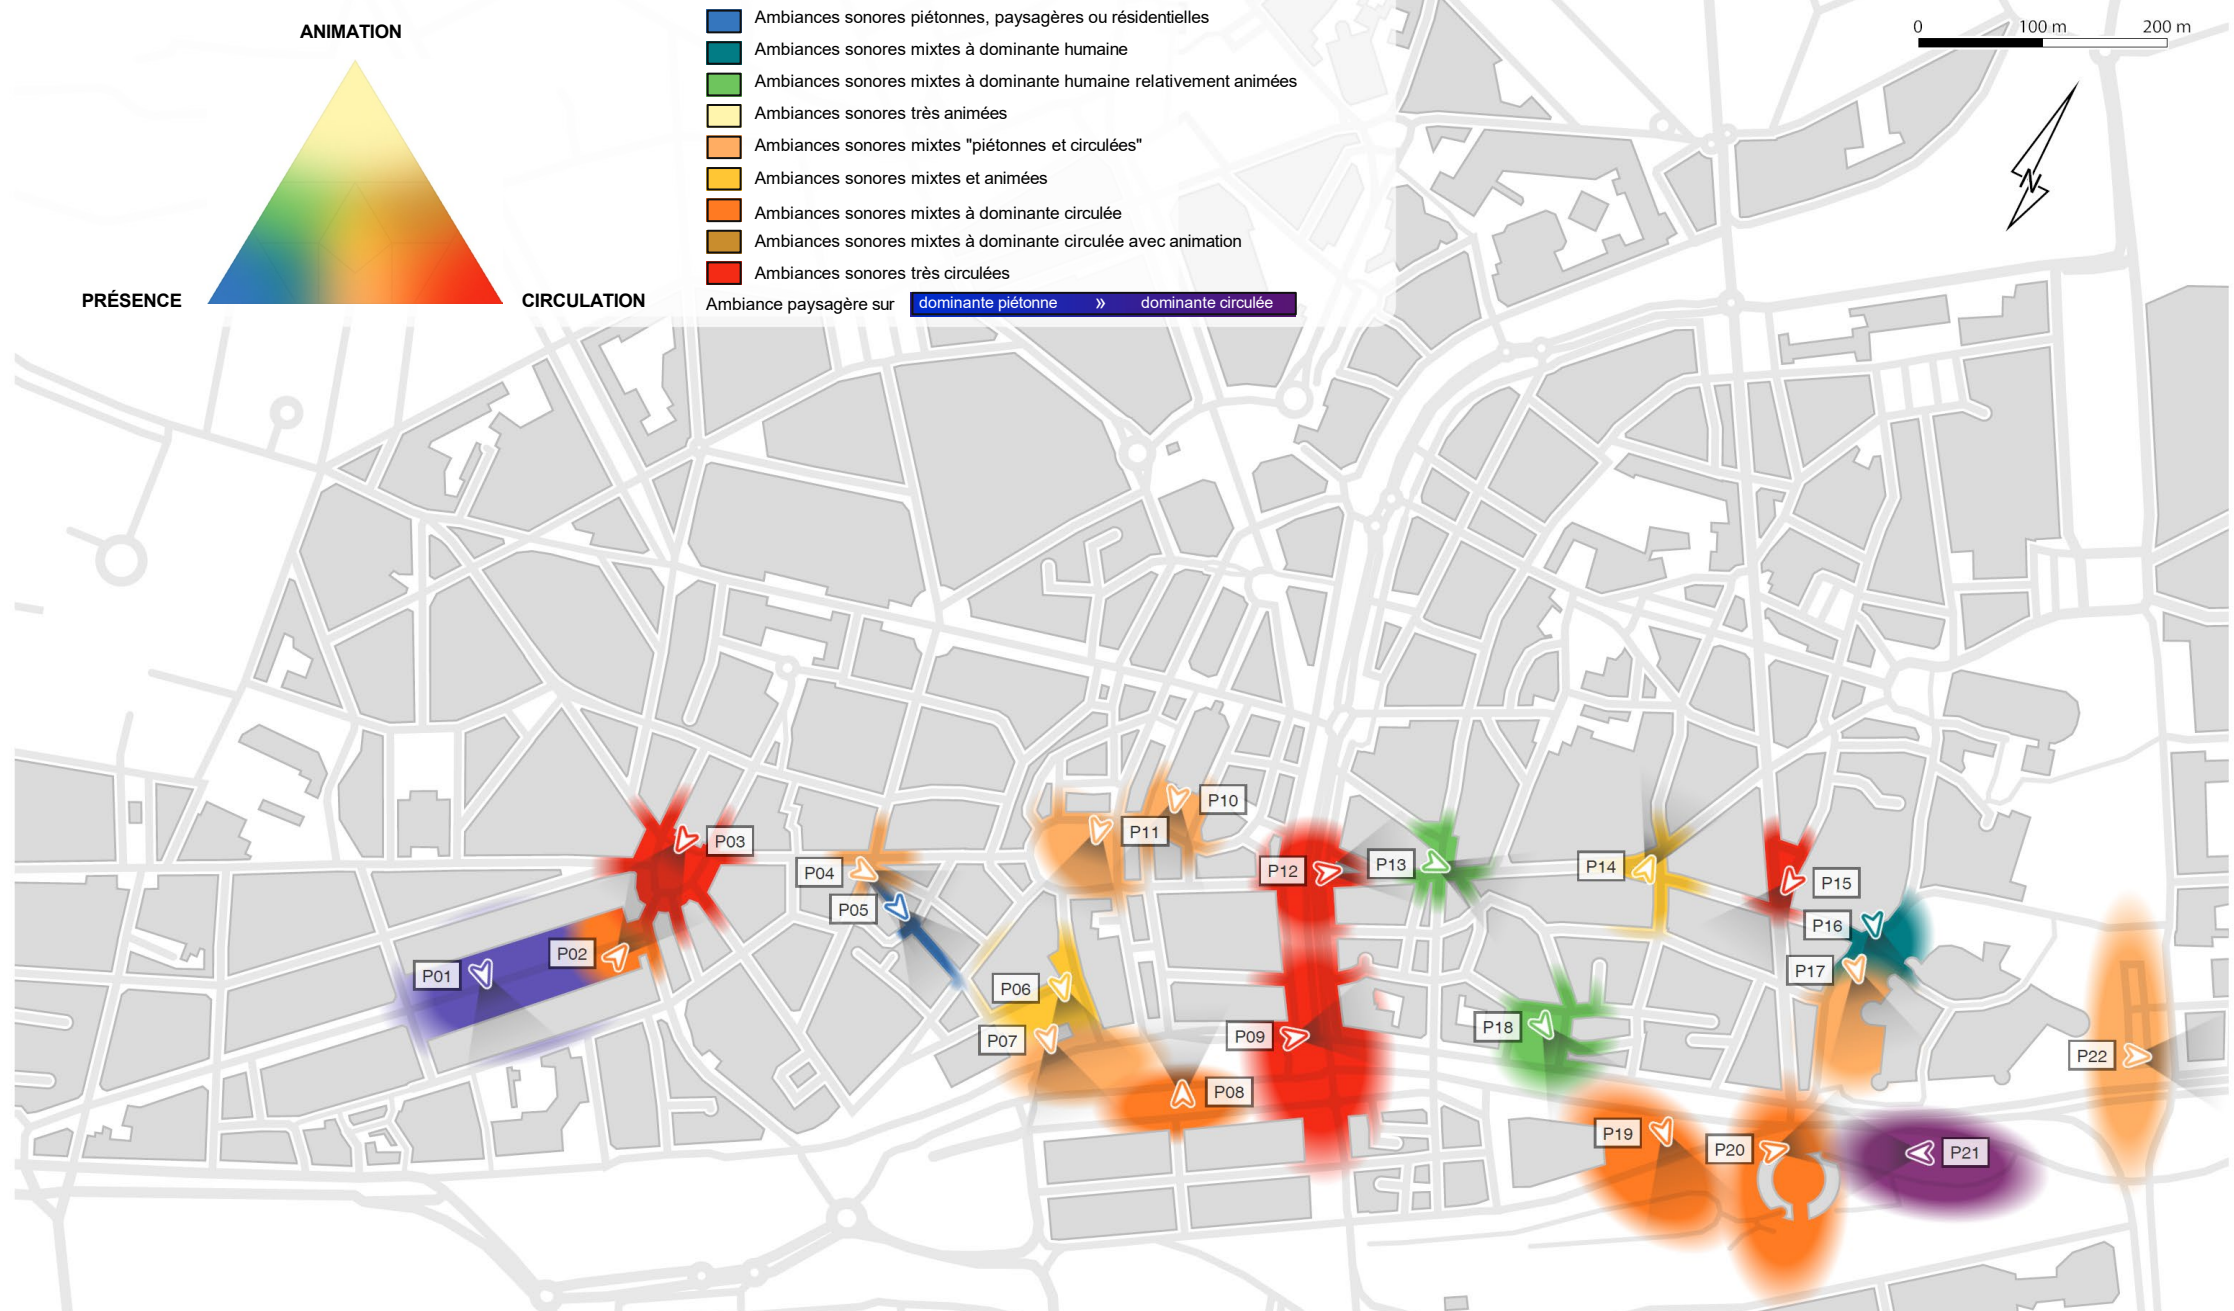 ANIMATION
PRÉSENCE
CIRCULATION
Ambiances sonores piétonnes, paysagères ou résidentielles
Ambiances sonores mixtes à dominante humaine
Ambiances sonores mixtes à dominante humaine relativement animées
Ambiances sonores très animées
Ambiances sonores mixtes "piétonnes et circulées"
Ambiances sonores mixtes et animées
Ambiances sonores mixtes à dominante circulée
Ambiances sonores mixtes à dominante circulée avec animation
Ambiances sonores très circulées
Ambiance paysagère sur dominante piétonne » dominante circulée
0 100 m 200 m
N
P10
P11
P03
P04
P12
P13
P14
P15
P05
P16
P02
P01
P17
P06
P18
P07
P09
P22
P08
P19
P20
P21